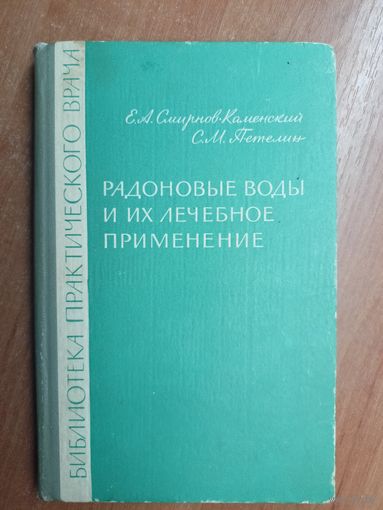 БИБЛИОТЕКА ПРАКТИЧЕСКОГО ВРАЧА
Е.А. Смирнов-Каменский
С.М. Петелин
РАДОНОВЫЕ ВОДЫ
И ИХ ЛЕЧЕБНОЕ
ПРИМЕНЕНИЕ